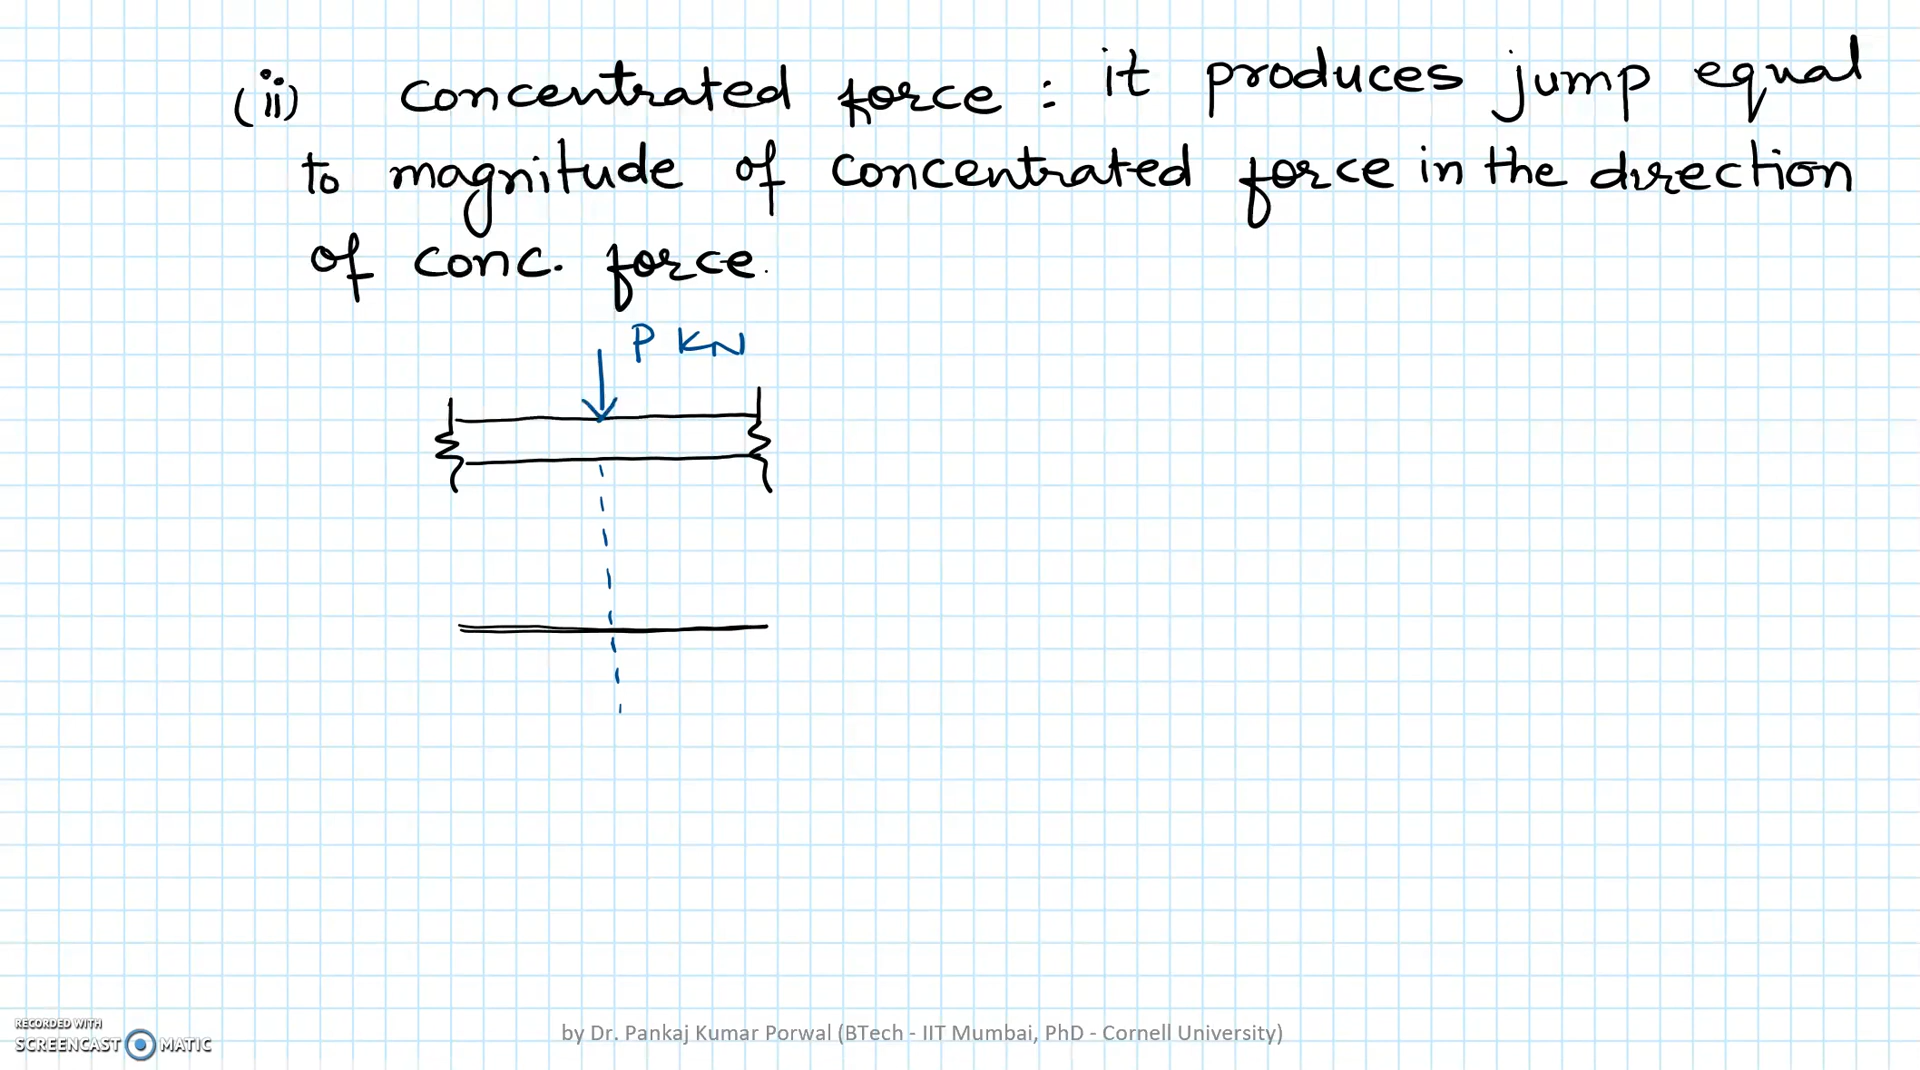 (ii) concentrated force : it produces jump equal
to magnitude of concentrated force in the direction
of conc. force.
P KN
RECORDED WITH
SCREENCAST MATIC
by Dr. Pankaj Kumar Porwal (BTech - IIT Mumbai, PhD - Cornell University)